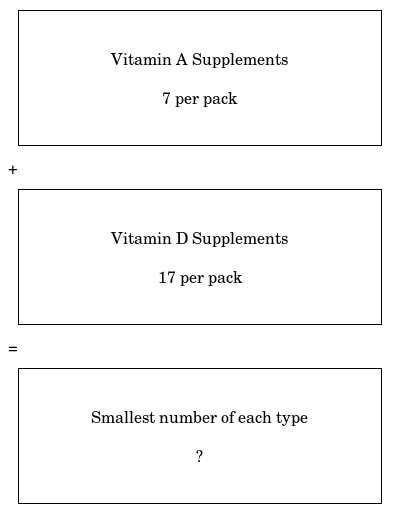 Vitamin A Supplements
7 per pack
+
Vitamin D Supplements
17 per pack
=
Smallest number of each type
?